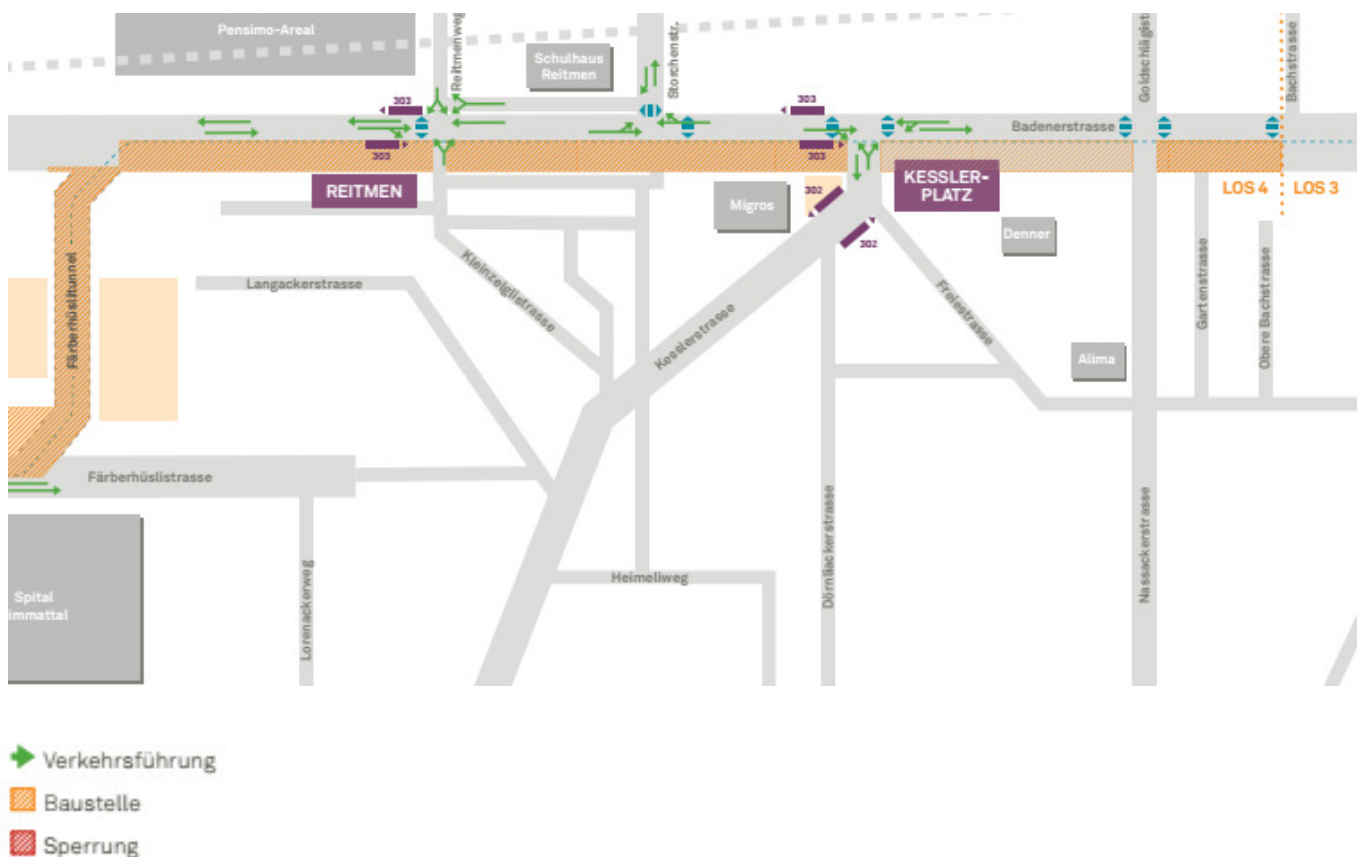 Pensimo-Areal
Reitmenweg
Schulhaus
Reitmen
Storchenstr.
Bachstrasse
303
303
Badenerstrasse
303
303
REITMEN
KESSLER-
PLATZ
LOS 4
LOS 3
302
Migros
302
Denner
Langackerstrasse
Kleinzelglistrasse
Kesslerstrasse
Freiestrasse
Gartenstrasse
Obere Bachstrasse
Färberhüslitunnel
Alima
Färberhüslistrasse
Lorenackerweg
Heimeliweg
Dörnliackerstrasse
Nassackerstrasse
Spital
immattal
Verkehrsführung
Baustelle
Sperrung